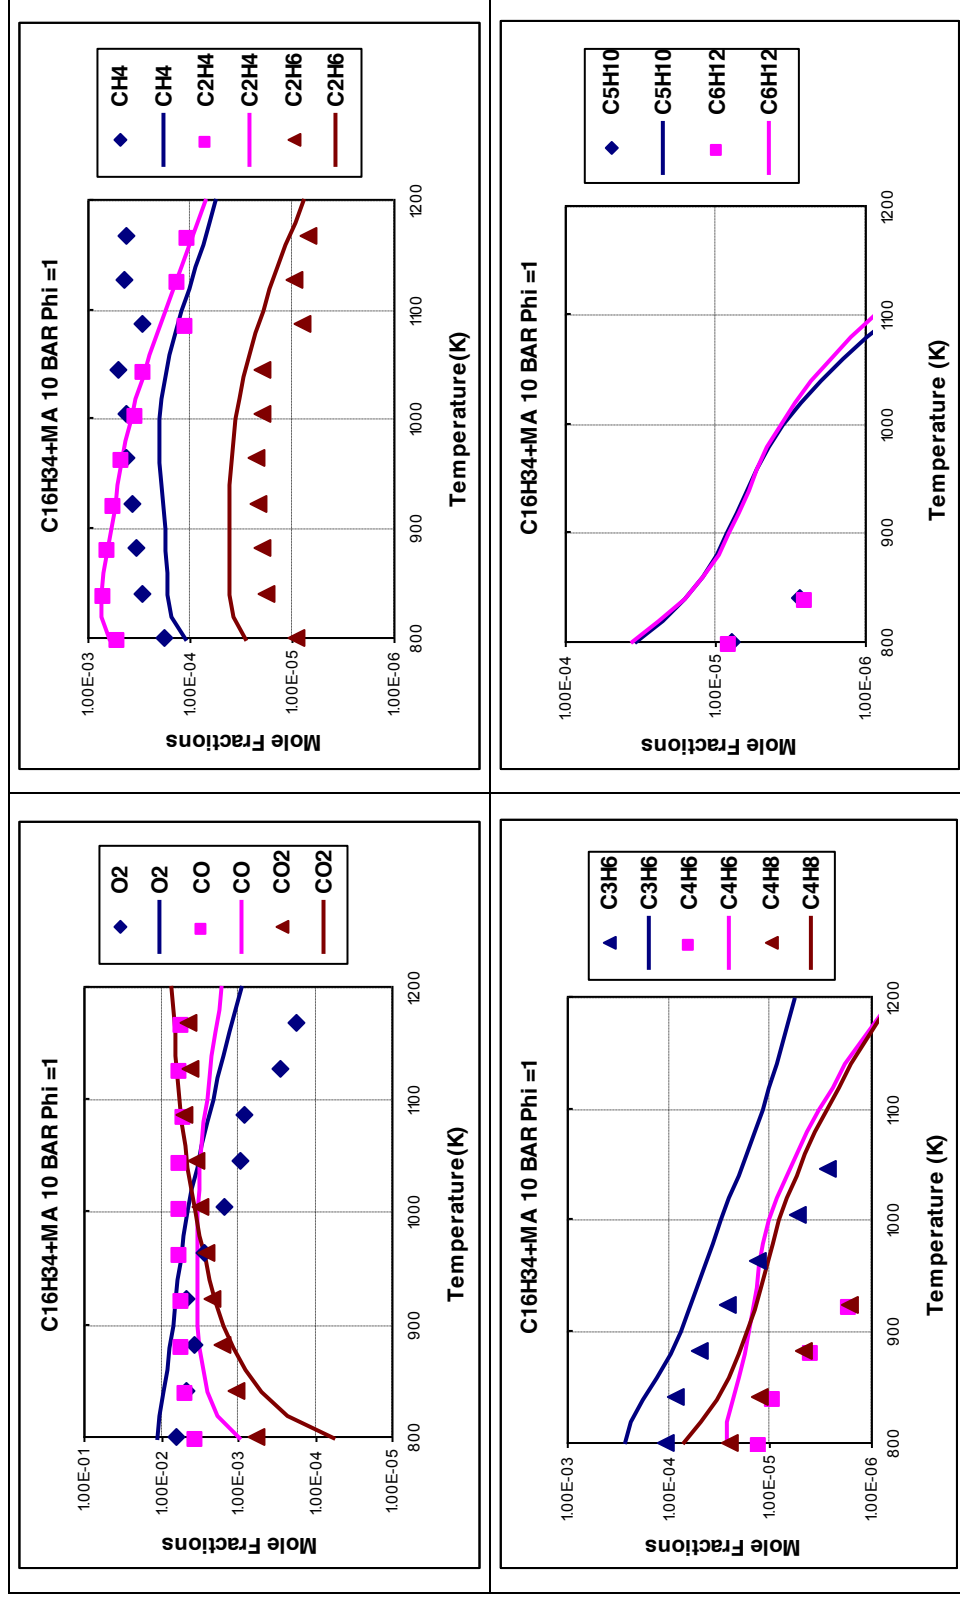 C16H34+MA 10 BAR Phi =1
Mole Fractions
1.00E-01
1.00E-02
1.00E-03
1.00E-04
1.00E-05
800
900
1000
1100
1200
Temperature(K)
O2
O2
CO
CO
CO2
CO2
C16H34+MA 10 BAR Phi =1
Mole Fractions
1.00E-03
1.00E-04
1.00E-05
1.00E-06
800
900
1000
1100
1200
Temperature(K)
CH4
CH4
C2H4
C2H4
C2H6
C2H6
C16H34+MA 10 BAR Phi =1
Mole Fractions
1.00E-03
1.00E-04
1.00E-05
1.00E-06
800
900
1000
1100
1200
Temperature (K)
C3H6
C3H6
C4H6
C4H6
C4H8
C4H8
C16H34+MA 10 BAR Phi =1
Mole Fractions
1.00E-04
1.00E-05
1.00E-06
800
900
1000
1100
1200
Temperature (K)
C5H10
C5H10
C6H12
C6H12